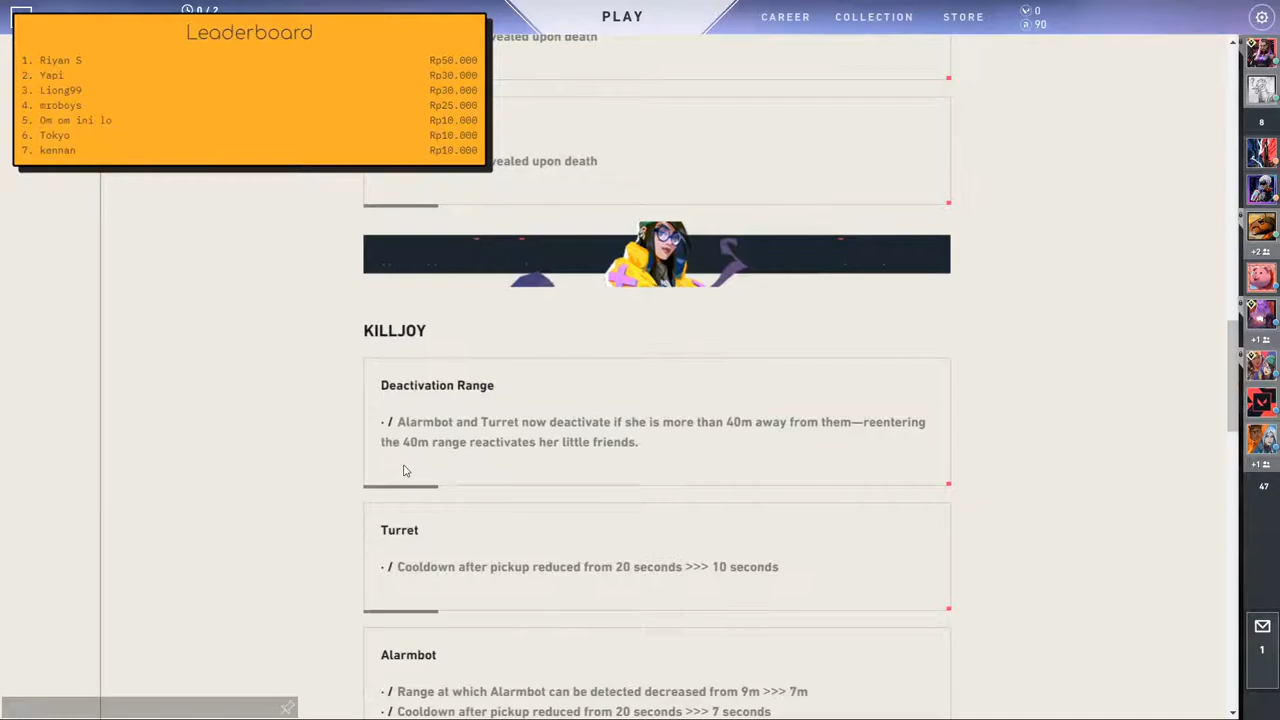 0 / 2
PLAY
CAREER
COLLECTION
STORE
0
90
Leaderboard
1. Riyan S Rp50.000
2. Yapi Rp30.000
3. Liong99 Rp30.000
4. mroboys Rp25.000
5. Om om ini lo Rp10.000
6. Tokyo Rp10.000
7. kennan Rp10.000
vealed upon death
vealed upon death
KILLJOY
Deactivation Range
· / Alarmbot and Turret now deactivate if she is more than 40m away from them—reentering
the 40m range reactivates her little friends.
Turret
· / Cooldown after pickup reduced from 20 seconds >>> 10 seconds
Alarmbot
· / Range at which Alarmbot can be detected decreased from 9m >>> 7m
· / Cooldown after pickup reduced from 20 seconds >>> 7 seconds
8
+2
+1
+1
47
1